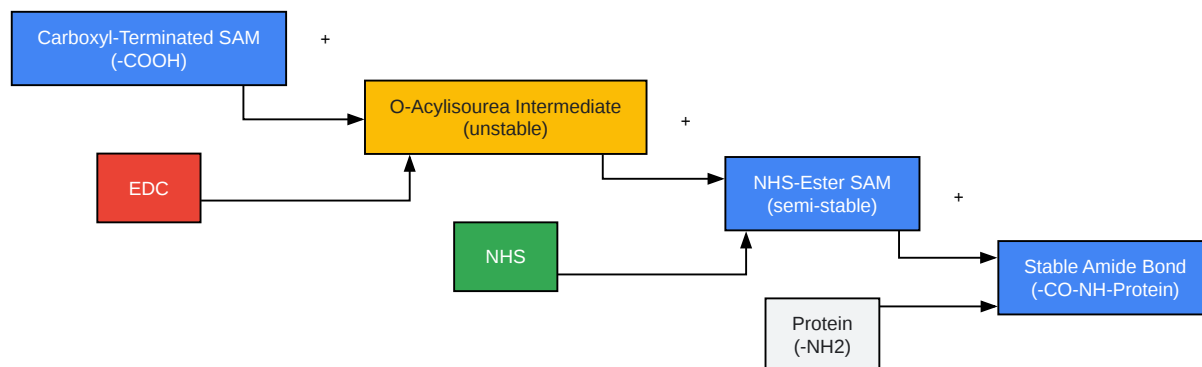 Carboxyl-Terminated SAM
(-COOH)
+
O-Acylisourea Intermediate
(unstable)
+
EDC
NHS-Ester SAM
(semi-stable)
+
NHS
Stable Amide Bond
(-CO-NH-Protein)
Protein
(-NH2)